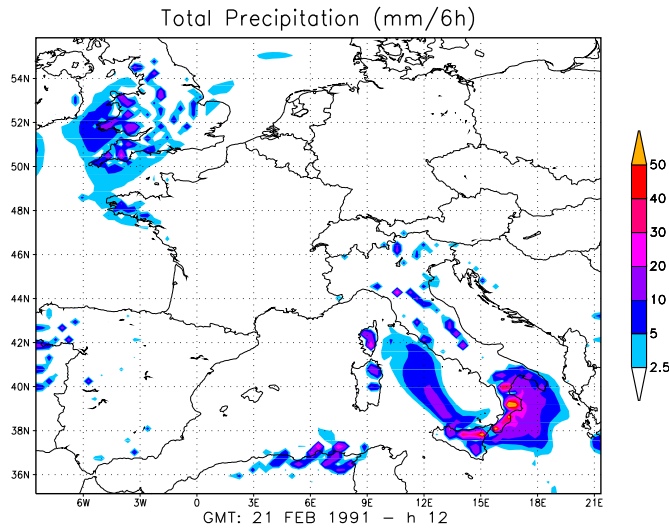 Total Precipitation (mm/6h)
54N
52N
50N
48N
46N
44N
42N
40N
38N
36N
6W 3W 0 3E 6E 9E 12E 15E 18E 21E
GMT: 21 FEB 1991 – h 12
50
40
30
20
10
5
2.5